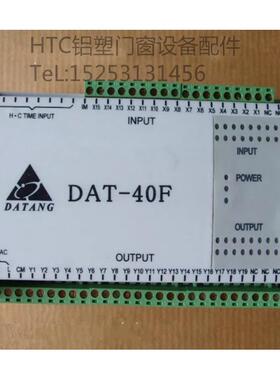 HTC铝塑门窗设备配件
TeL:15253131456
H·C TIME INPUT
INPUT
INPUT
POWER
DATANG
DAT-40F
OUTPUT
OUTPUT
AC
L CM Y1 Y2 Y3 Y4 Y5 Y6 Y7 Y8 Y9 Y10 Y11 Y12 Y13 Y14 Y15 Y16 Y17 Y18 Y19 NC